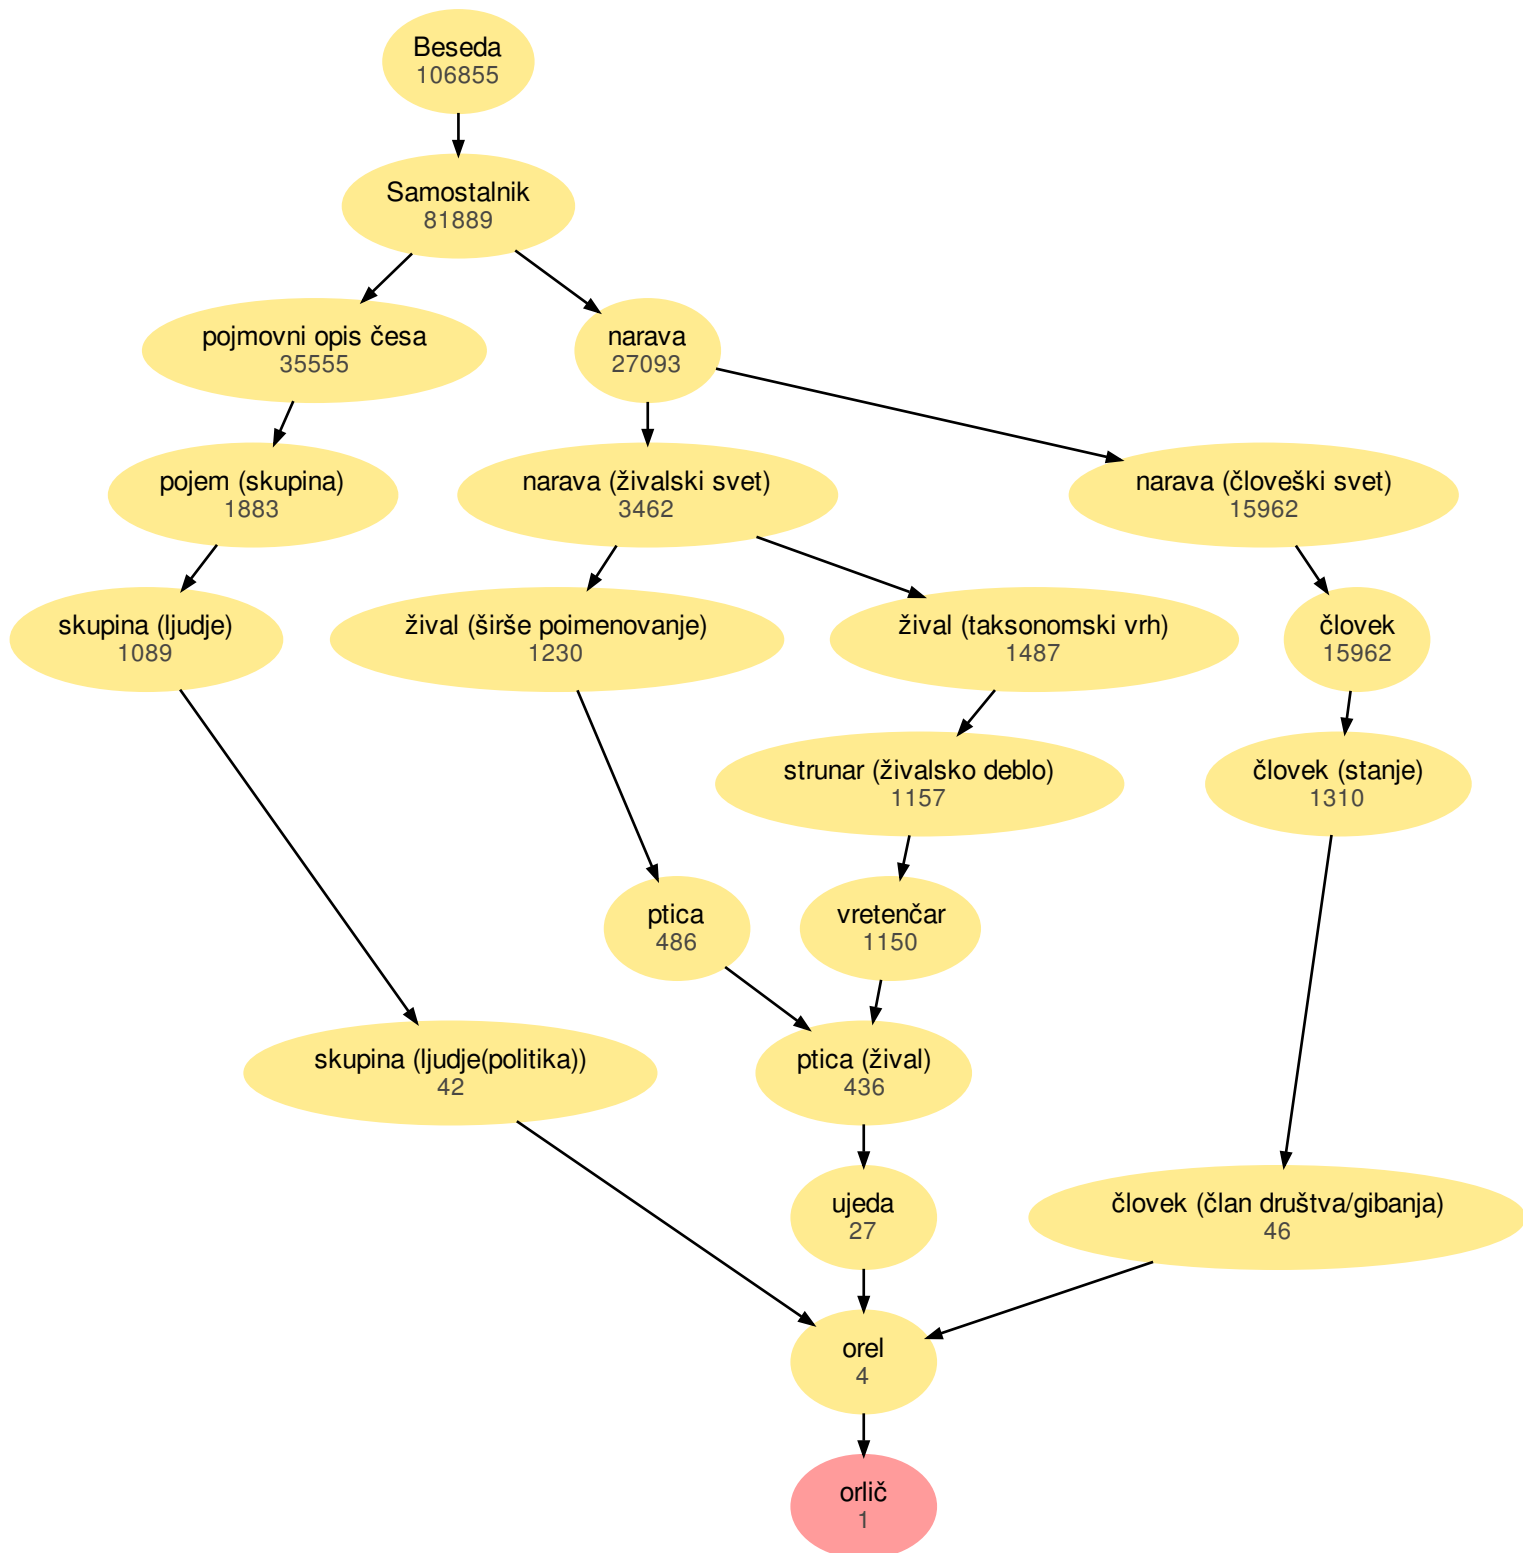 Beseda
106855
Samostalnik
81889
pojmovni opis česa
35555
narava
27093
pojem (skupina)
1883
narava (živalski svet)
3462
narava (človeški svet)
15962
skupina (ljudje)
1089
žival (širše poimenovanje)
1230
žival (taksonomski vrh)
1487
človek
15962
strunar (živalsko deblo)
1157
človek (stanje)
1310
ptica
486
vretenčar
1150
skupina (ljudje(politika))
42
ptica (žival)
436
ujeda
27
človek (član društva/gibanja)
46
orel
4
orlič
1